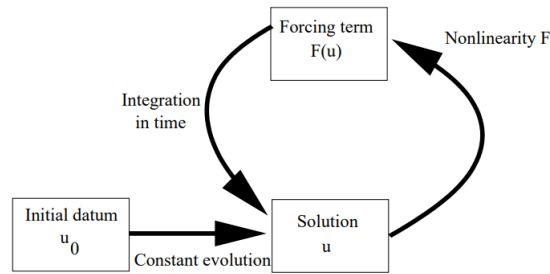 Forcing term
F(u)
Nonlinearity F
Integration
in time
Initial datum
u
0
Solution
u
Constant evolution